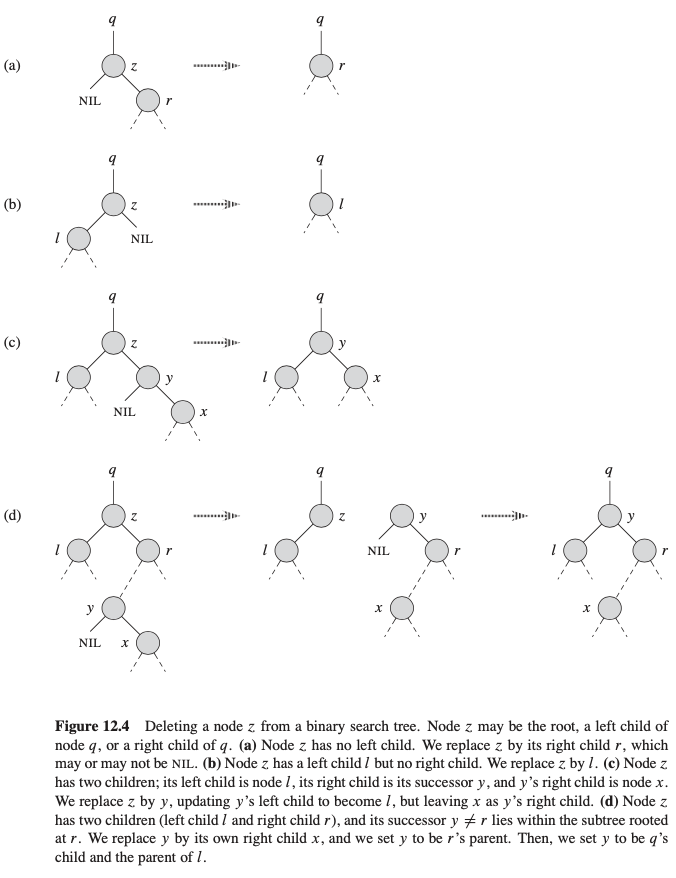 q
q
(a)
z
r
NIL
r
q
q
(b)
z
l
l
NIL
q
q
(c)
z
y
l
y
l
x
NIL
x
q
q
q
(d)
z
z
y
y
l
r
l
NIL
r
l
r
y
x
x
NIL
x
Figure 12.4 Deleting a node z from a binary search tree. Node z may be the root, a left child of
node q, or a right child of q. (a) Node z has no left child. We replace z by its right child r, which
may or may not be NIL. (b) Node z has a left child l but no right child. We replace z by l. (c) Node z
has two children; its left child is node l, its right child is its successor y, and y’s right child is node x.
We replace z by y, updating y’s left child to become l, but leaving x as y’s right child. (d) Node z
has two children (left child l and right child r), and its successor y ≠ r lies within the subtree rooted
at r. We replace y by its own right child x, and we set y to be r’s parent. Then, we set y to be q’s
child and the parent of l.